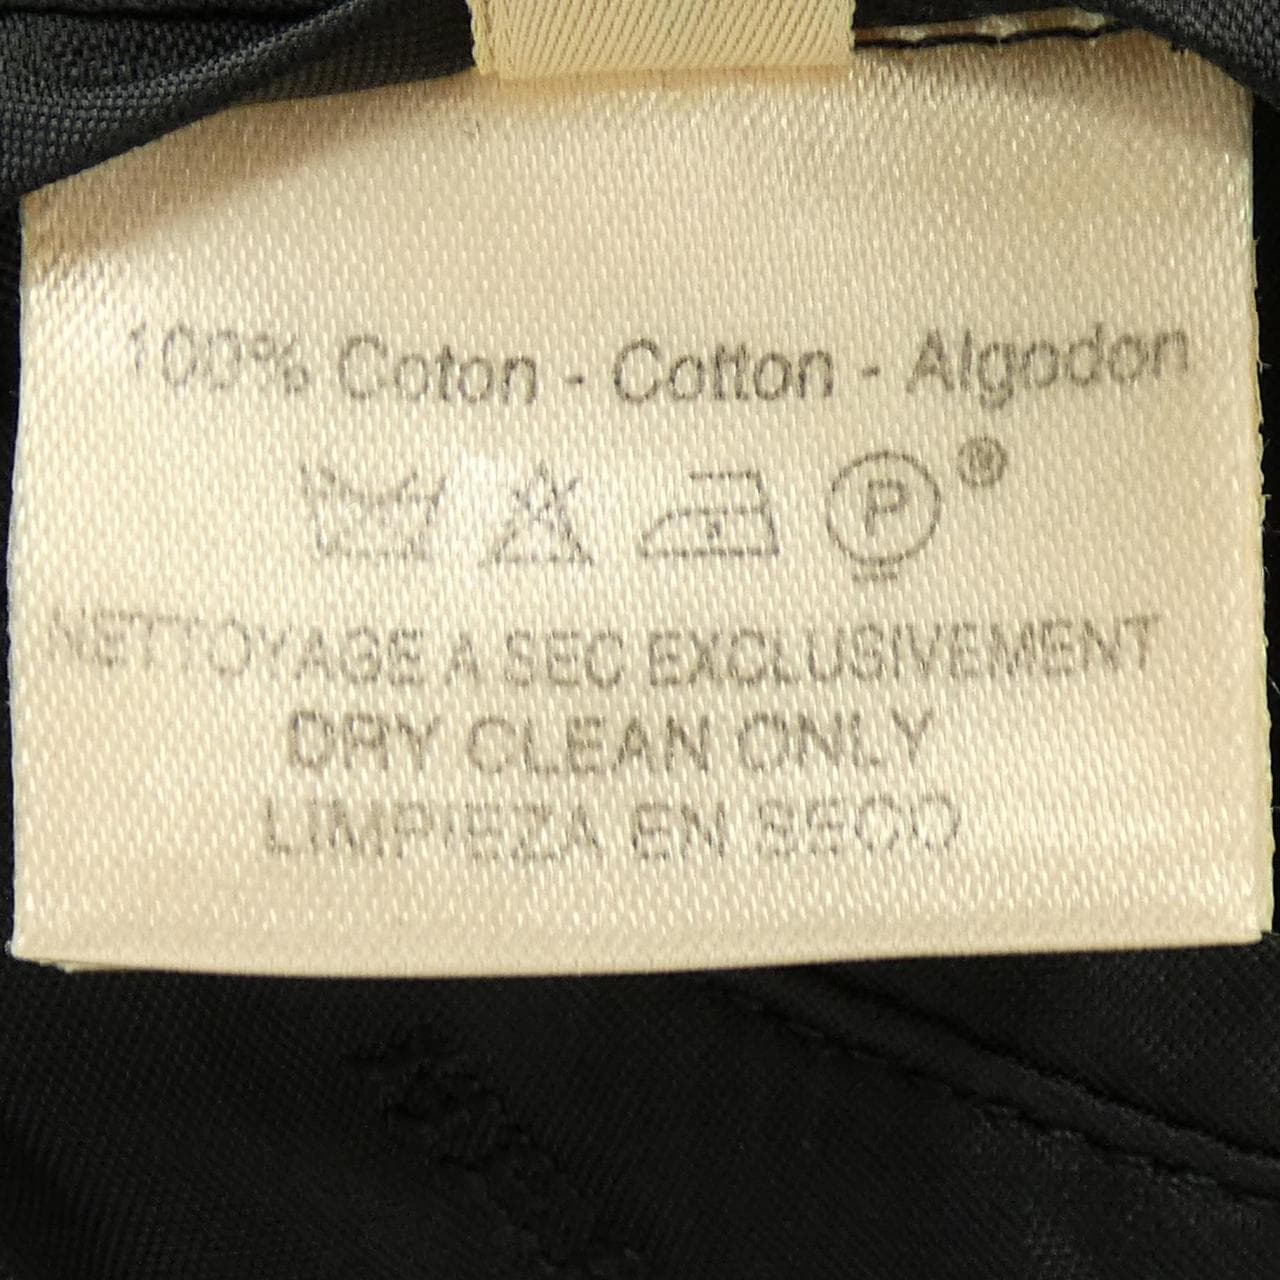 100% Coton - Cotton - Algodon
P ®
NETTOYAGE A SEC EXCLUSIVEMENT
DRY CLEAN ONLY
LIMPIEZA EN SECO